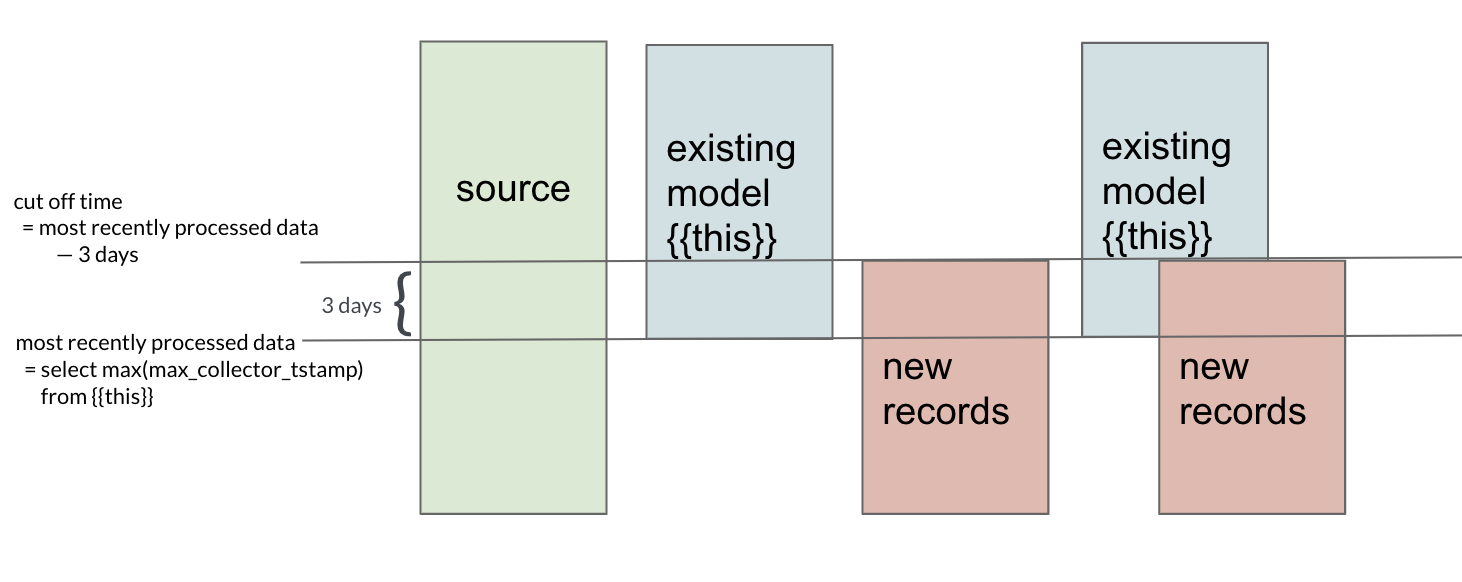 cut off time
= most recently processed data
— 3 days
3 days
most recently processed data
= select max(max_collector_tstamp)
from {{this}}
source
existing
model
{{this}}
new
records
existing
model
{{this}}
new
records